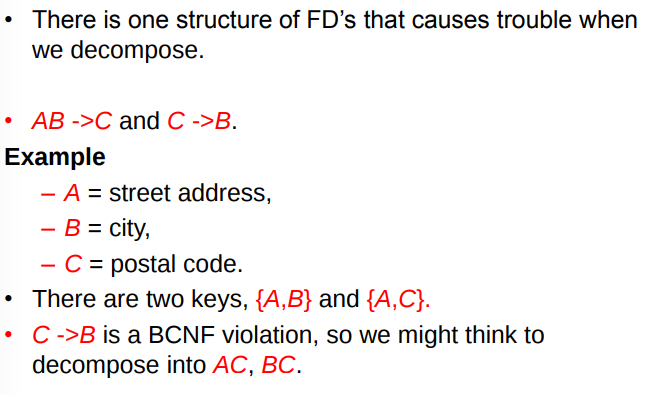 • There is one structure of FD’s that causes trouble when
we decompose.
• AB ->C and C ->B.
Example
– A = street address,
– B = city,
– C = postal code.
• There are two keys, {A,B} and {A,C}.
• C ->B is a BCNF violation, so we might think to
decompose into AC, BC.